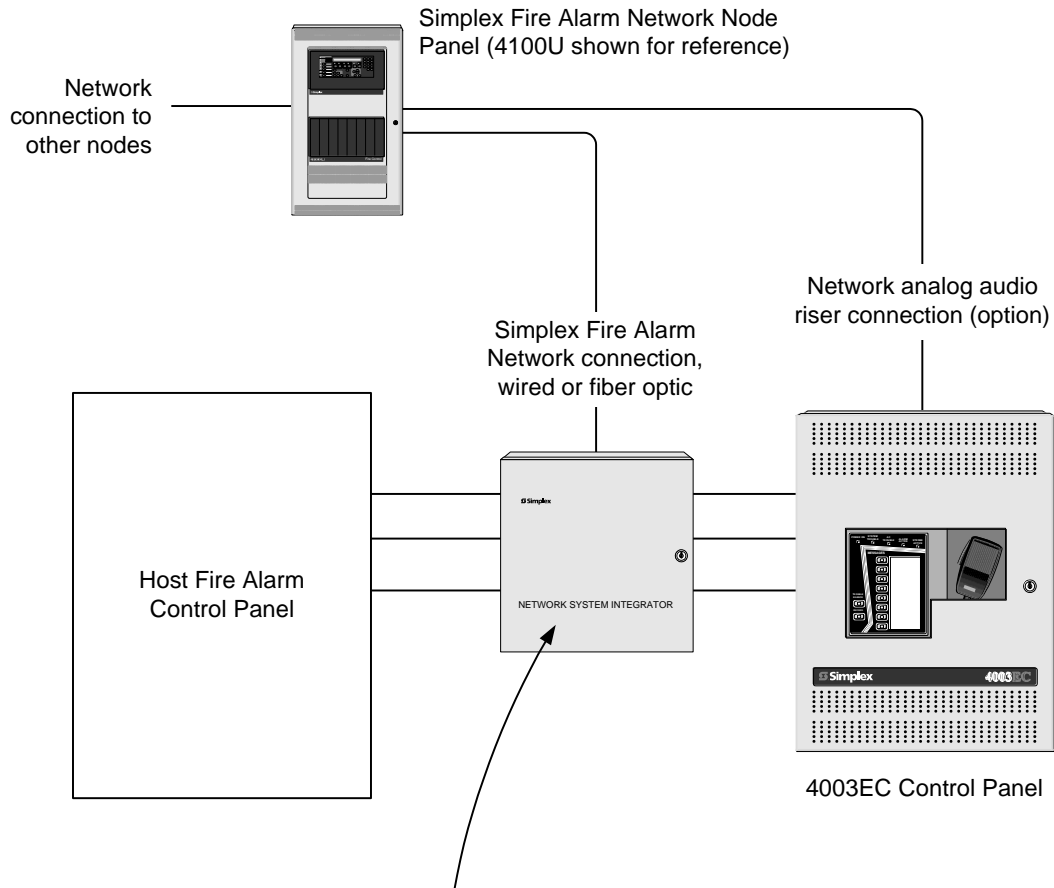 Simplex Fire Alarm Network Node
Panel (4100U shown for reference)
Network
connection to
other nodes
Network analog audio
riser connection (option)
Simplex Fire Alarm
Network connection,
wired or fiber optic
Simplex
Host Fire Alarm
Control Panel
NETWORK SYSTEM INTEGRATOR
Simplex 4003EC
4003EC Control Panel